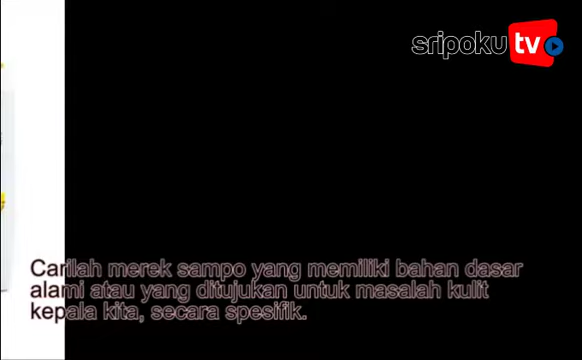 sripoku tv
Carilah merek sampo yang memiliki bahan dasar
alami atau yang ditujukan untuk masalah kulit
kepala kita, secara spesifik.